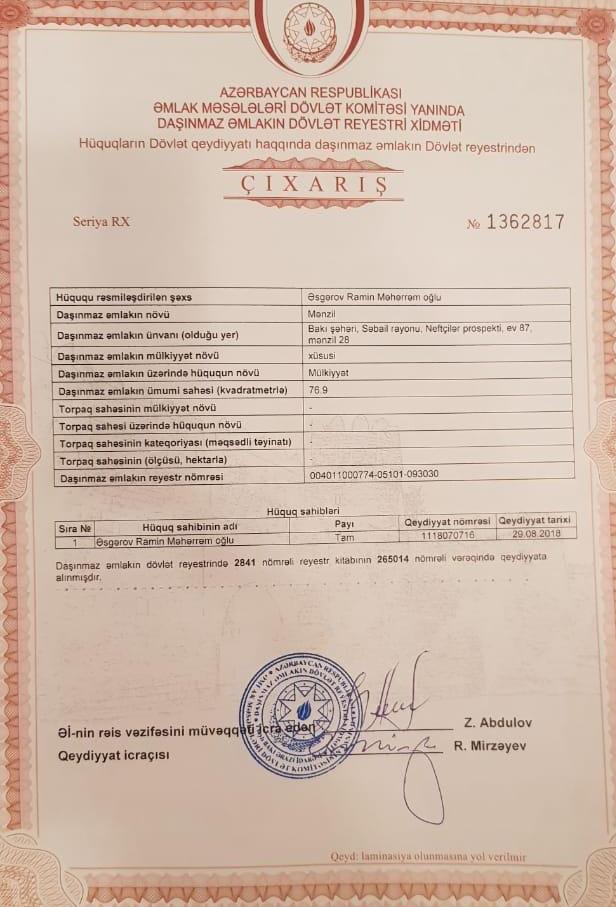 AZƏRBAYCAN RESPUBLİKASI
ƏMLAK MƏSƏLƏLƏRİ DÖVLƏT KOMİTƏSİ YANINDA
DAŞINMAZ ƏMLAKIN DÖVLƏT REYESTRİ XİDMƏTİ
Hüquqların Dövlət qeydiyyatı haqqında daşınmaz əmlakın Dövlət reyestrindən
ÇIXARIŞ
Seriya RX № 1362817
Hüququ rəsmiləşdirilən şəxs Əsgərov Ramin Məhərrəm oğlu
Daşınmaz əmlakın növü Mənzil
Daşınmaz əmlakın ünvanı (olduğu yer) Bakı şəhəri, Səbail rayonu, Neftçilər prospekti, ev 87,
mənzil 28
Daşınmaz əmlakın mülkiyyət növü xüsusi
Daşınmaz əmlakın üzərində hüququn növü Mülkiyyət
Daşınmaz əmlakın ümumi sahəsi (kvadratmetrlə) 76.9
Torpaq sahəsinin mülkiyyət növü -
Torpaq sahəsi üzərində hüququn növü -
Torpaq sahəsinin kateqoriyası (məqsədli təyinatı) -
Torpaq sahəsinin (ölçüsü, hektarla) -
Daşınmaz əmlakın reyestr nömrəsi 004011000774-05101-093030
Hüquq sahibləri
Sıra № Hüquq sahibinin adı Payı Qeydiyyat nömrəsi Qeydiyyat tarixi
1 Əsgərov Ramin Məhərrəm oğlu Tam 1118070716 29.08.2018
Daşınmaz əmlakın dövlət reyestrində 2841 nömrəli reyestr kitabının 265014 nömrəli vərəqində qeydiyyata
alınmışdır.
Əİ-nin rəis vəzifəsini müvəqqəti icra edən Z. Abdulov
Qeydiyyat icraçısı R. Mirzəyev
Qeyd: laminasiya olunmasına yol verilmir